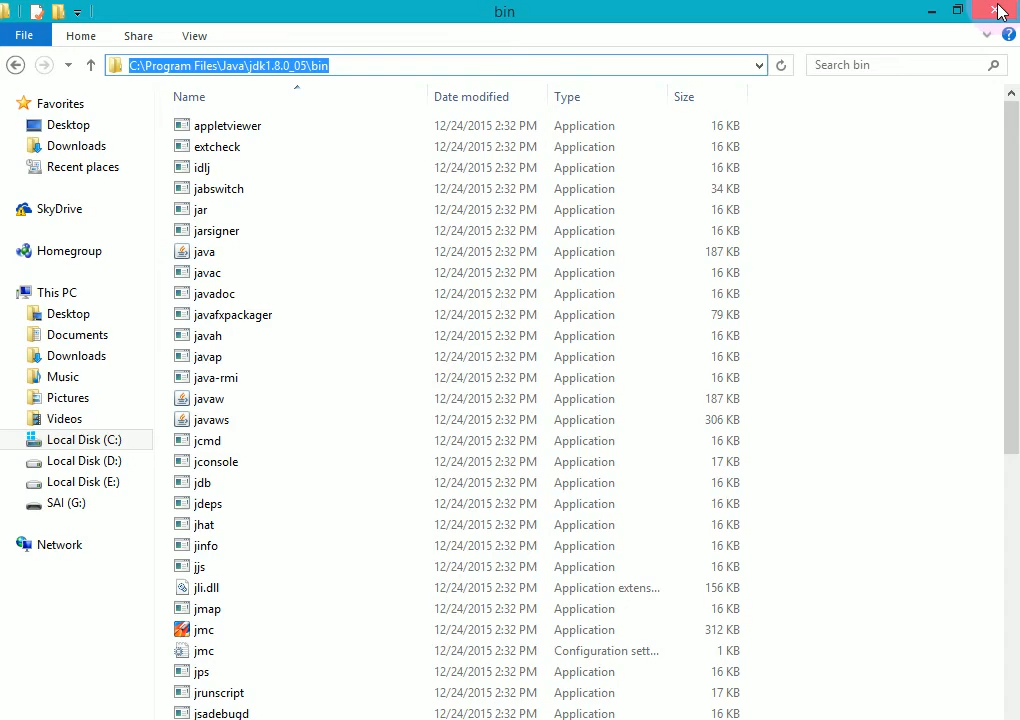 bin
File Home Share View
C:\Program Files\Java\jdk1.8.0_05\bin Search bin
Name Date modified Type Size
Favorites
Desktop
Downloads
Recent places
SkyDrive
Homegroup
This PC
Desktop
Documents
Downloads
Music
Pictures
Videos
Local Disk (C:)
Local Disk (D:)
Local Disk (E:)
SAI (G:)
Network
appletviewer 12/24/2015 2:32 PM Application 16 KB
extcheck 12/24/2015 2:32 PM Application 16 KB
idlj 12/24/2015 2:32 PM Application 16 KB
jabswitch 12/24/2015 2:32 PM Application 34 KB
jar 12/24/2015 2:32 PM Application 16 KB
jarsigner 12/24/2015 2:32 PM Application 16 KB
java 12/24/2015 2:32 PM Application 187 KB
javac 12/24/2015 2:32 PM Application 16 KB
javadoc 12/24/2015 2:32 PM Application 16 KB
javafxpackager 12/24/2015 2:32 PM Application 79 KB
javah 12/24/2015 2:32 PM Application 16 KB
javap 12/24/2015 2:32 PM Application 16 KB
java-rmi 12/24/2015 2:32 PM Application 16 KB
javaw 12/24/2015 2:32 PM Application 187 KB
javaws 12/24/2015 2:32 PM Application 306 KB
jcmd 12/24/2015 2:32 PM Application 16 KB
jconsole 12/24/2015 2:32 PM Application 17 KB
jdb 12/24/2015 2:32 PM Application 16 KB
jdeps 12/24/2015 2:32 PM Application 16 KB
jhat 12/24/2015 2:32 PM Application 16 KB
jinfo 12/24/2015 2:32 PM Application 16 KB
jjs 12/24/2015 2:32 PM Application 16 KB
jli.dll 12/24/2015 2:32 PM Application extens... 156 KB
jmap 12/24/2015 2:32 PM Application 16 KB
jmc 12/24/2015 2:32 PM Application 312 KB
jmc 12/24/2015 2:32 PM Configuration sett... 1 KB
jps 12/24/2015 2:32 PM Application 16 KB
jrunscript 12/24/2015 2:32 PM Application 17 KB
jsadebugd 12/24/2015 2:32 PM Application 16 KB